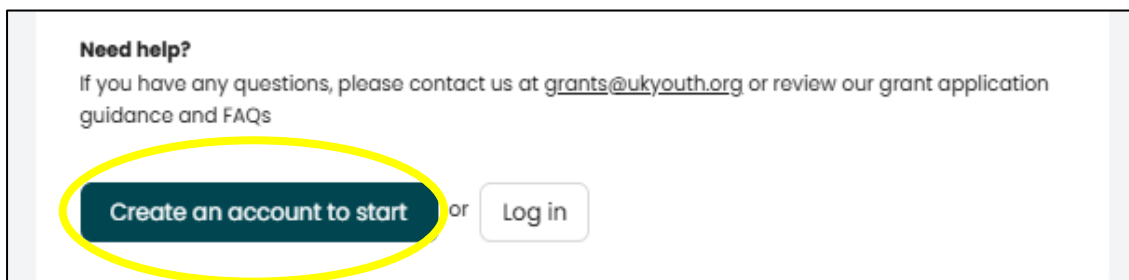 Need help?
If you have any questions, please contact us at grants@ukyouth.org or review our grant application
guidance and FAQs
Create an account to start or Log in